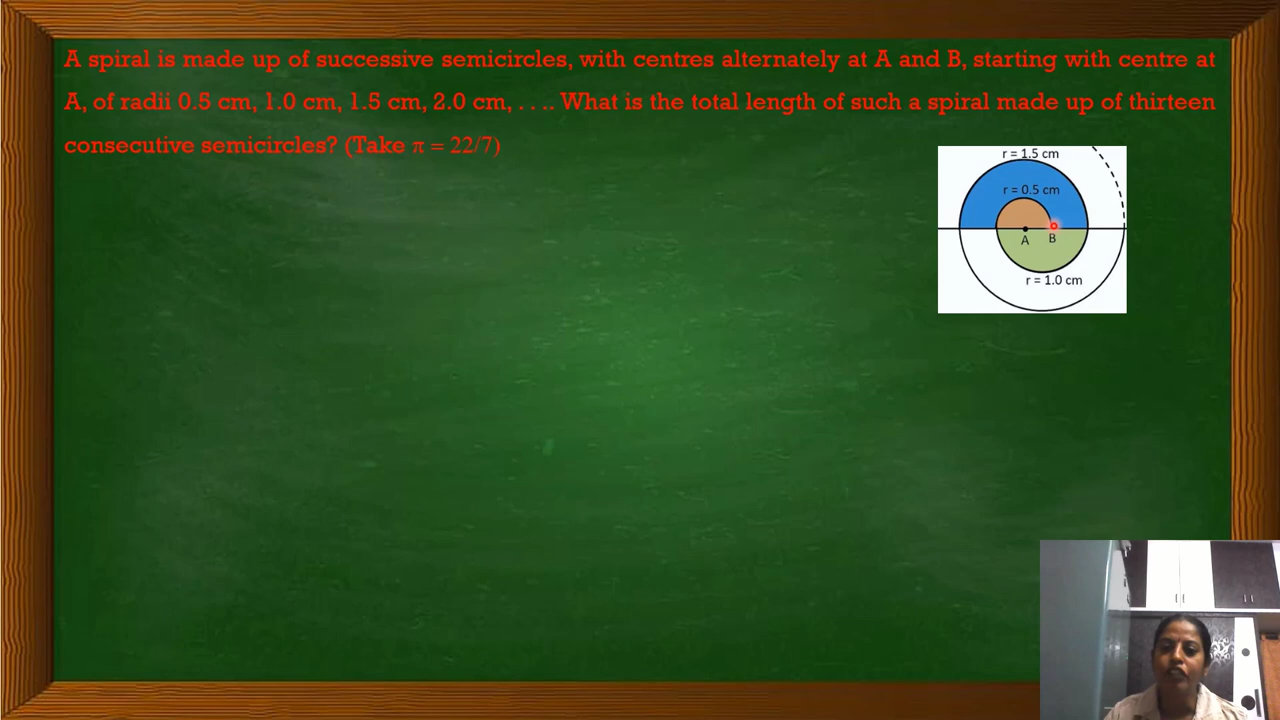 A spiral is made up of successive semicircles, with centres alternately at A and B, starting with centre at
A, of radii 0.5 cm, 1.0 cm, 1.5 cm, 2.0 cm, . . .. What is the total length of such a spiral made up of thirteen
consecutive semicircles? (Take π = 22/7)
r = 1.5 cm
r = 0.5 cm
A
B
r = 1.0 cm